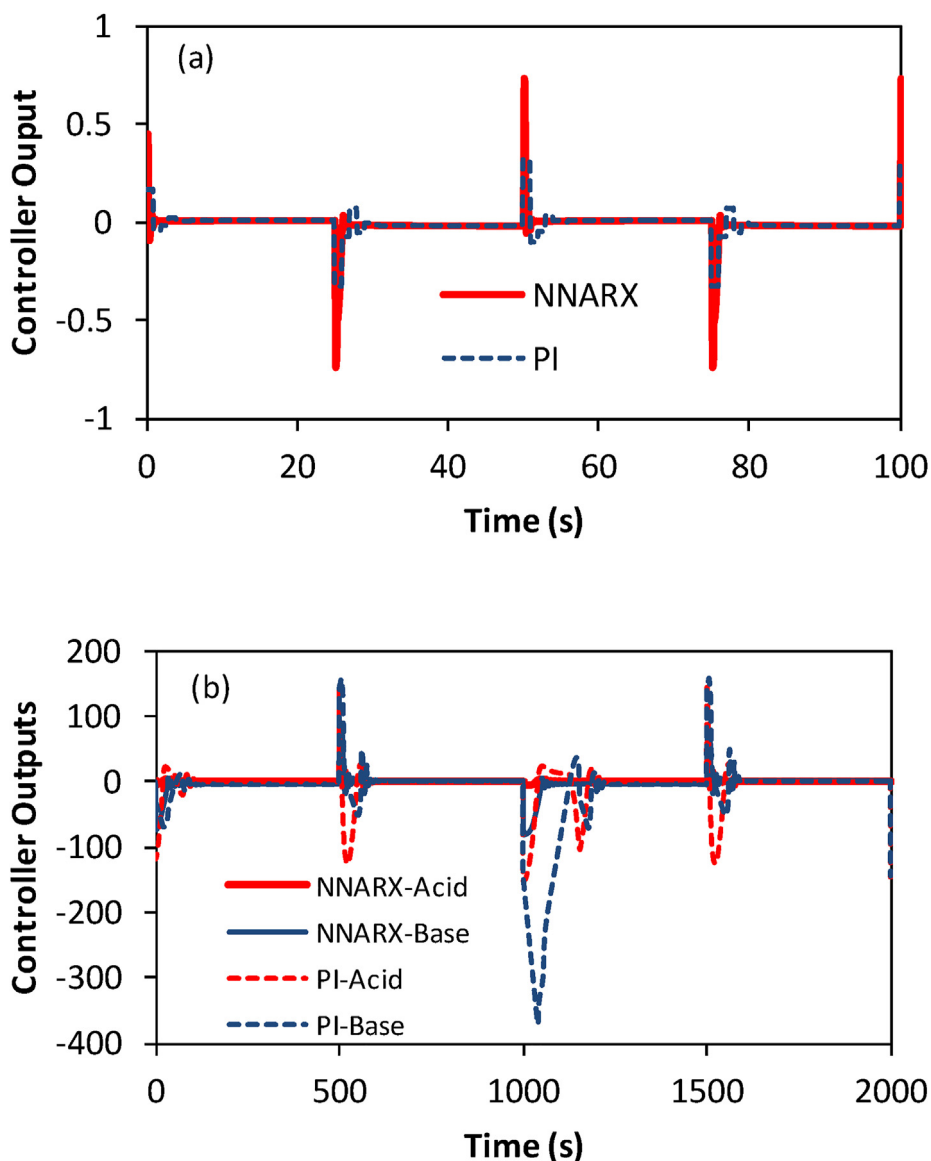 (a)
Controller Ouput
1
0.5
0
-0.5
-1
NNARX
PI
0 20 40 60 80 100
Time (s)
(b)
Controller Outputs
200
100
0
-100
-200
-300
-400
NNARX-Acid
NNARX-Base
PI-Acid
PI-Base
0 500 1000 1500 2000
Time (s)